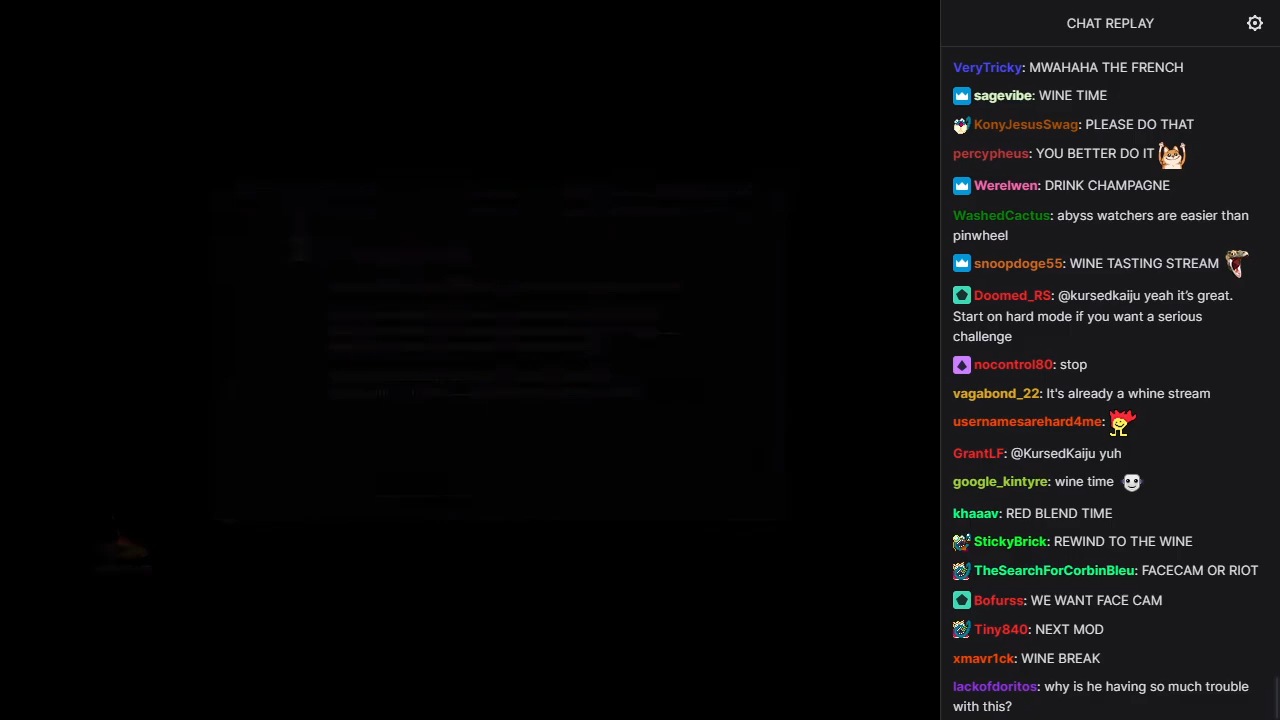 CHAT REPLAY
VeryTricky: MWAHAHA THE FRENCH
sagevibe: WINE TIME
KonyJesusSwag: PLEASE DO THAT
percypheus: YOU BETTER DO IT
Werelwen: DRINK CHAMPAGNE
WashedCactus: abyss watchers are easier than
pinwheel
snoopdoge55: WINE TASTING STREAM
Doomed_RS: @kursedkaiju yeah it’s great.
Start on hard mode if you want a serious
challenge
nocontrol80: stop
vagabond_22: It's already a whine stream
usernamesarehard4me:
GrantLF: @KursedKaiju yuh
google_kintyre: wine time
khaaav: RED BLEND TIME
StickyBrick: REWIND TO THE WINE
TheSearchForCorbinBleu: FACECAM OR RIOT
Bofurss: WE WANT FACE CAM
Tiny840: NEXT MOD
xmavr1ck: WINE BREAK
lackofdoritos: why is he having so much trouble
with this?